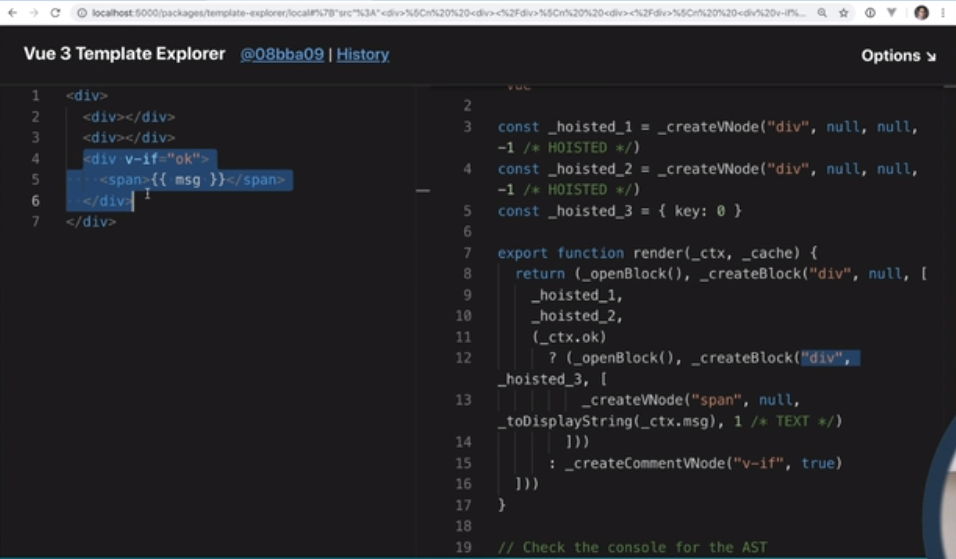 localhost:5000/packages/template-explorer/local#%7B"src"%3A"<div>%5Cn%20%20<div><%2Fdiv>%5Cn%20%20<div><%2Fdiv>%5Cn%20%20<div%20v-if%...
Vue 3 Template Explorer @08bba09 | History
Options ↘
1 <div>
2 <div></div>
3 <div></div>
4 <div v-if="ok">
5 <span>{{ msg }}</span>
6 </div>
7 </div>
"vue"
2
3 const _hoisted_1 = _createVNode("div", null, null,
-1 /* HOISTED */)
4 const _hoisted_2 = _createVNode("div", null, null,
-1 /* HOISTED */)
5 const _hoisted_3 = { key: 0 }
6
7 export function render(_ctx, _cache) {
8 return (_openBlock(), _createBlock("div", null, [
9 _hoisted_1,
10 _hoisted_2,
11 (_ctx.ok)
12 ? (_openBlock(), _createBlock("div",
_hoisted_3, [
13 _createVNode("span", null,
_toDisplayString(_ctx.msg), 1 /* TEXT */)
14 ]))
15 : _createCommentVNode("v-if", true)
16 ]))
17 }
18
19 // Check the console for the AST